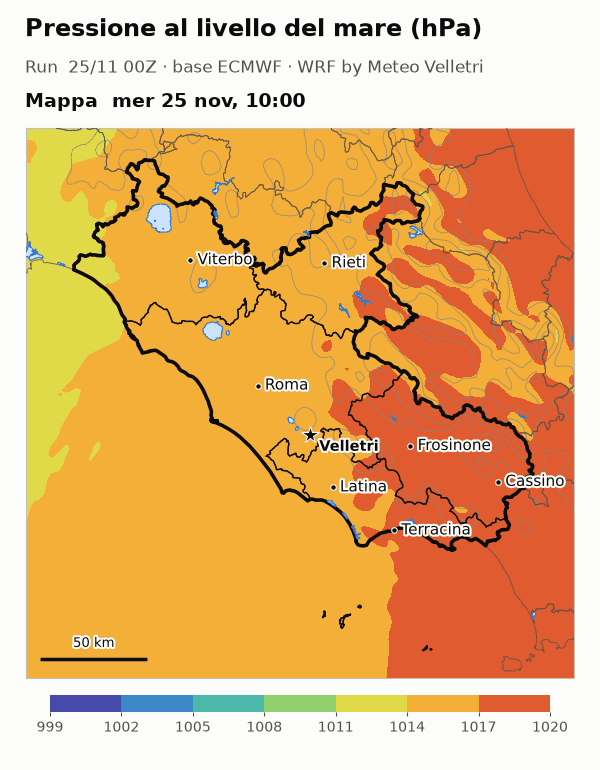 Pressione al livello del mare (hPa)
Run  25/11 00Z · base ECMWF · WRF by Meteo Velletri
Mappa  mer 25 nov, 10:00
Viterbo
Rieti
Roma
Velletri
Frosinone
Cassino
Latina
Terracina
50 km
999 1002 1005 1008 1011 1014 1017 1020